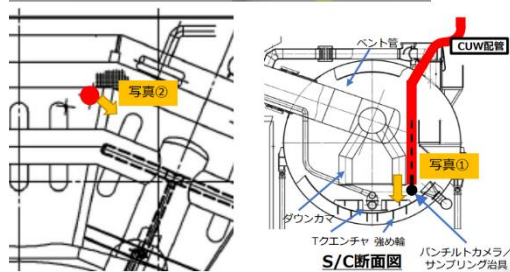 写真②
ベント管
CUW配管
写真①
ダウンカマ
Tクエンチャ 強め輪
S/C断面図
パンチルトカメラ/
サンプリング治具